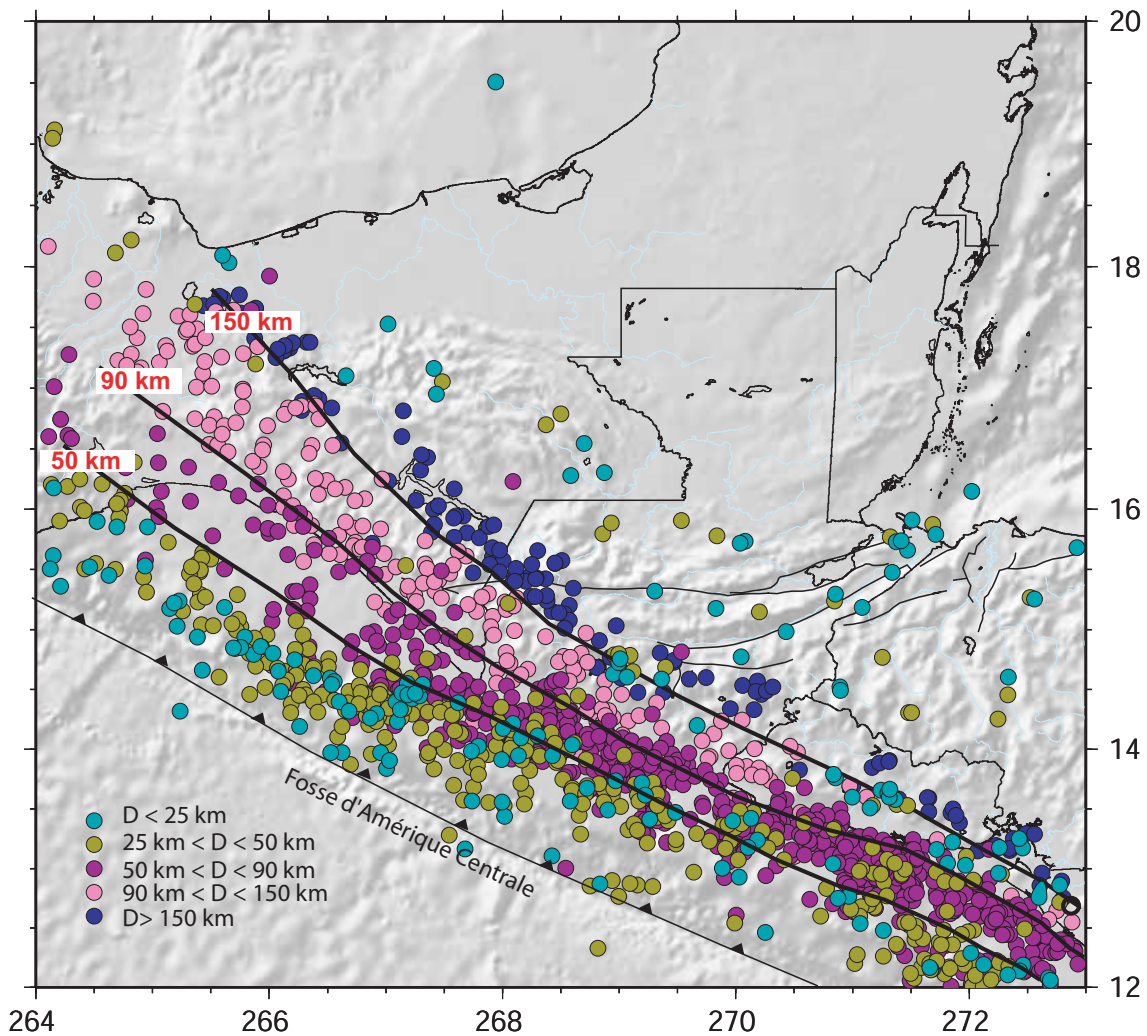 20
18
16
14
12
150 km
90 km
50 km
Fosse d'Amérique Centrale
D < 25 km
25 km < D < 50 km
50 km < D < 90 km
90 km < D < 150 km
D> 150 km
264
266
268
270
272